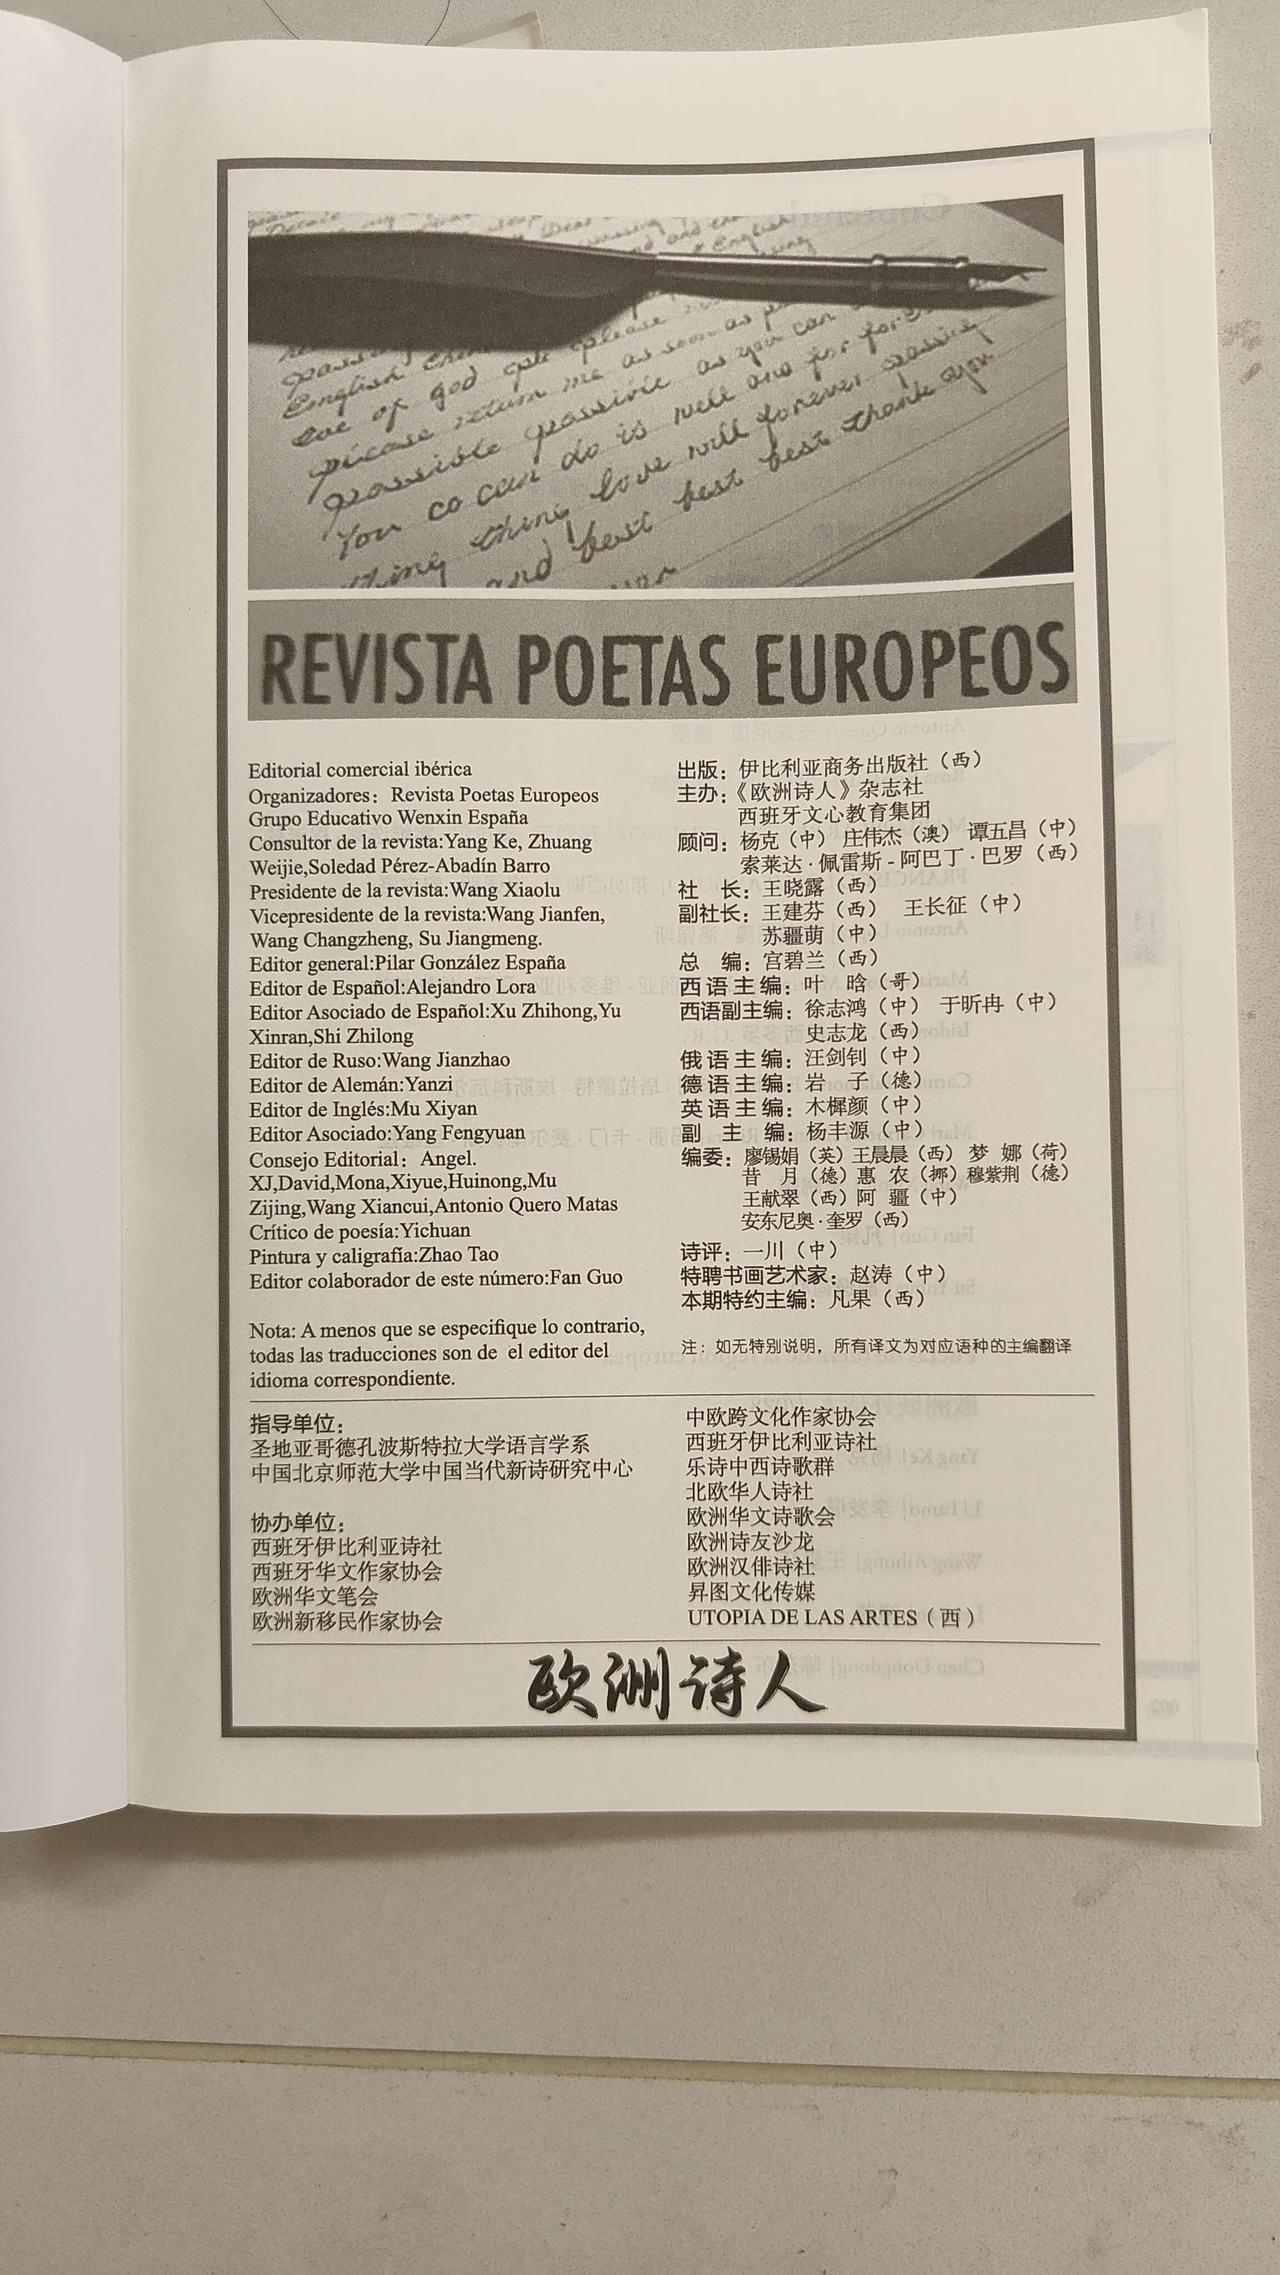 REVISTA POETAS EUROPEOS
Editorial comercial ibérica
Organizadores：Revista Poetas Europeos
Grupo Educativo Wenxin España
Consultor de la revista:Yang Ke, Zhuang
Weijie,Soledad Pérez-Abadín Barro
Presidente de la revista:Wang Xiaolu
Vicepresidente de la revista:Wang Jianfen,
Wang Changzheng, Su Jiangmeng.
Editor general:Pilar González España
Editor de Español:Alejandro Lora
Editor Asociado de Español:Xu Zhihong,Yu
Xinran,Shi Zhilong
Editor de Ruso:Wang Jianzhao
Editor de Alemán:Yanzi
Editor de Inglés:Mu Xiyan
Editor Asociado:Yang Fengyuan
Consejo Editorial：Angel.
XJ,David,Mona,Xiyue,Huinong,Mu
Zijing,Wang Xiancui,Antonio Quero Matas
Crítico de poesía:Yichuan
Pintura y caligrafía:Zhao Tao
Editor colaborador de este número:Fan Guo
Nota: A menos que se especifique lo contrario,
todas las traducciones son de el editor del
idioma correspondiente.
出版：伊比利亚商务出版社（西）
主办：《欧洲诗人》杂志社
西班牙文心教育集团
顾问：杨克（中） 庄伟杰（澳） 谭五昌（中）
索莱达·佩雷斯-阿巴丁·巴罗（西）
社 长：王晓露（西）
副社长：王建芬（西） 王长征（中）
苏疆萌（中）
总 编：宫碧兰（西）
西语主编：叶 晗（哥）
西语副主编：徐志鸿（中） 于昕冉（中）
史志龙（西）
俄语主编：汪剑钊（中）
德语主编：岩 子（德）
英语主编：木樨颜（中）
副 主 编：杨丰源（中）
编委：廖锡娟（英）王晨晨（西） 梦 娜（荷）
昔 月（德）惠 农（挪）穆紫荆（德）
王献翠（西）阿 疆（中）
安东尼奥·奎罗（西）
诗评：一川（中）
特聘书画艺术家：赵涛（中）
本期特约主编：凡果（西）
注：如无特别说明，所有译文为对应语种的主编翻译
指导单位：
圣地亚哥德孔波斯特拉大学语言学系
中国北京师范大学中国当代新诗研究中心
协办单位：
西班牙伊比利亚诗社
西班牙华文作家协会
欧洲华文笔会
欧洲新移民作家协会
中欧跨文化作家协会
西班牙伊比利亚诗社
乐诗中西诗歌群
北欧华人诗社
欧洲华文诗歌会
欧洲诗友沙龙
欧洲汉俳诗社
昇图文化传媒
UTOPIA DE LAS ARTES（西）
欧洲诗人